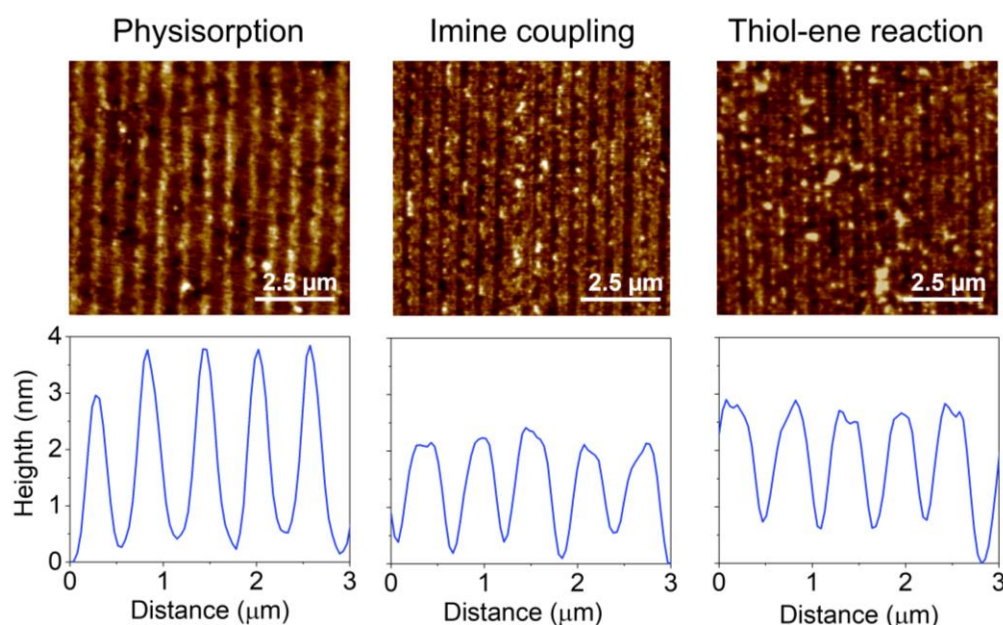 Physisorption
Imine coupling
Thiol-ene reaction
2.5 µm
2.5 µm
2.5 µm
Heighth (nm)
4
3
2
1
0
0 1 2 3
0 1 2 3
0 1 2 3
Distance (µm)
Distance (µm)
Distance (µm)